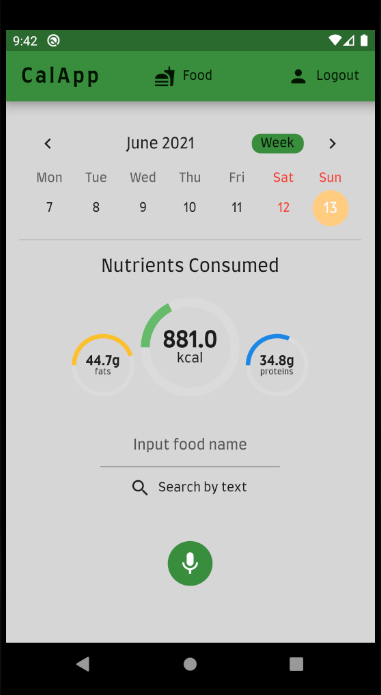 9:42
CalApp Food Logout
June 2021 Week
Mon Tue Wed Thu Fri Sat Sun
7 8 9 10 11 12 13
Nutrients Consumed
881.0
kcal
44.7g
fats
34.8g
proteins
Input food name
Search by text